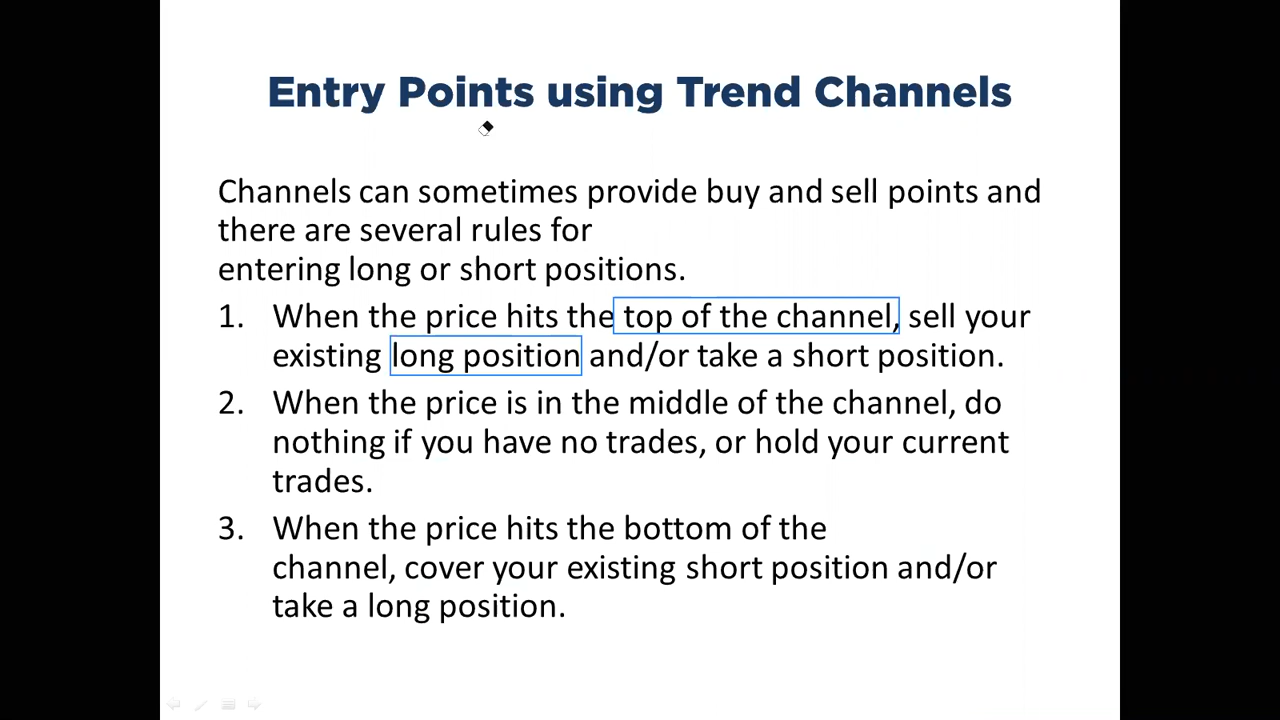 Entry Points using Trend Channels
Channels can sometimes provide buy and sell points and
there are several rules for
entering long or short positions.
1. When the price hits the top of the channel, sell your
existing long position and/or take a short position.
2. When the price is in the middle of the channel, do
nothing if you have no trades, or hold your current
trades.
3. When the price hits the bottom of the
channel, cover your existing short position and/or
take a long position.